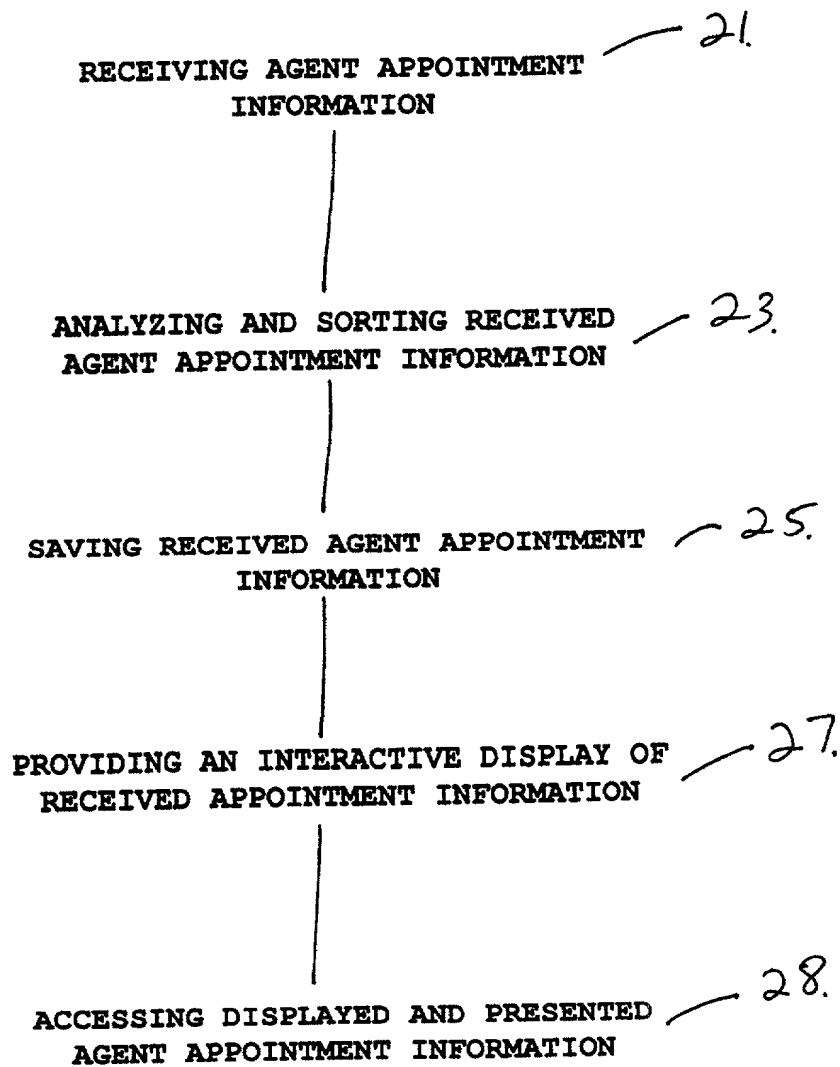 21.
RECEIVING AGENT APPOINTMENT
INFORMATION
23.
ANALYZING AND SORTING RECEIVED
AGENT APPOINTMENT INFORMATION
25.
SAVING RECEIVED AGENT APPOINTMENT
INFORMATION
27.
PROVIDING AN INTERACTIVE DISPLAY OF
RECEIVED APPOINTMENT INFORMATION
28.
ACCESSING DISPLAYED AND PRESENTED
AGENT APPOINTMENT INFORMATION